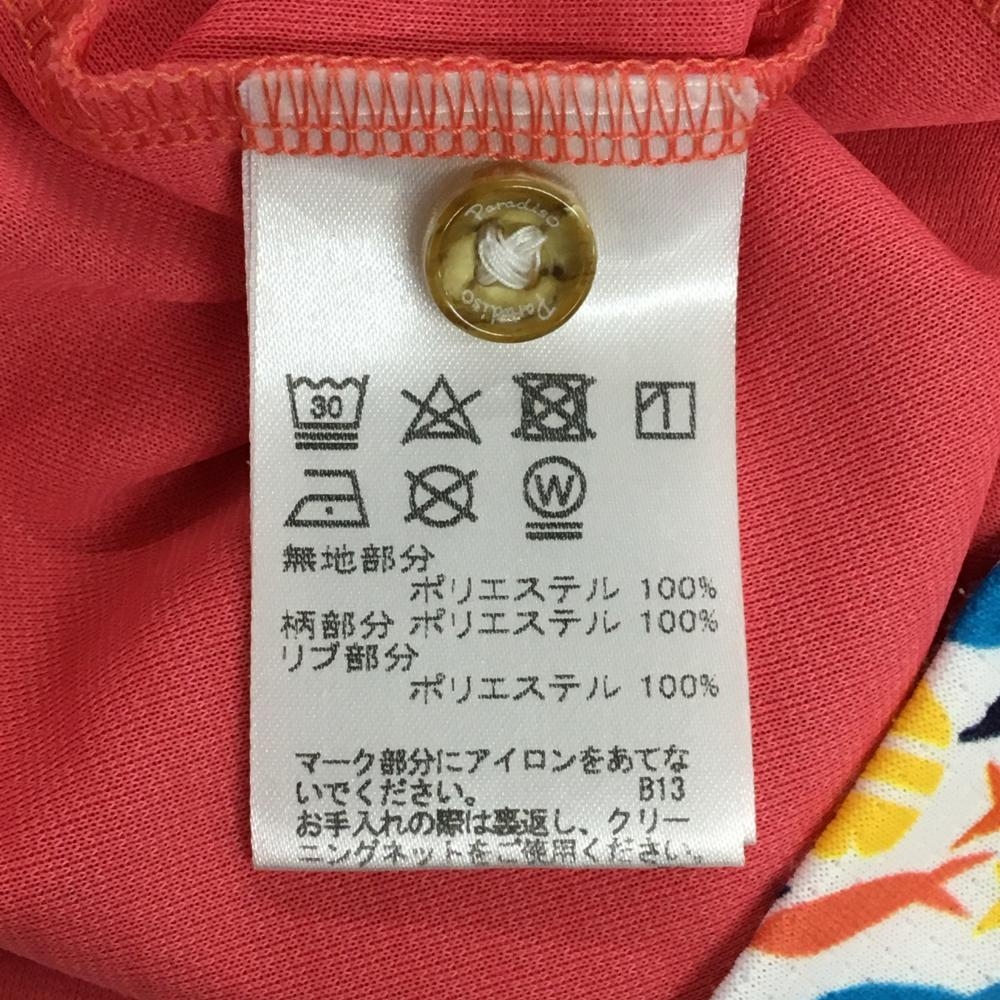 Paradiso
Paradiso
30
W
無地部分
ポリエステル 100%
柄部分 ポリエステル 100%
リブ部分
ポリエステル 100%
マーク部分にアイロンをあてな
いでください。 B13
お手入れの際は裏返し、クリー
ニングネットをご使用ください。